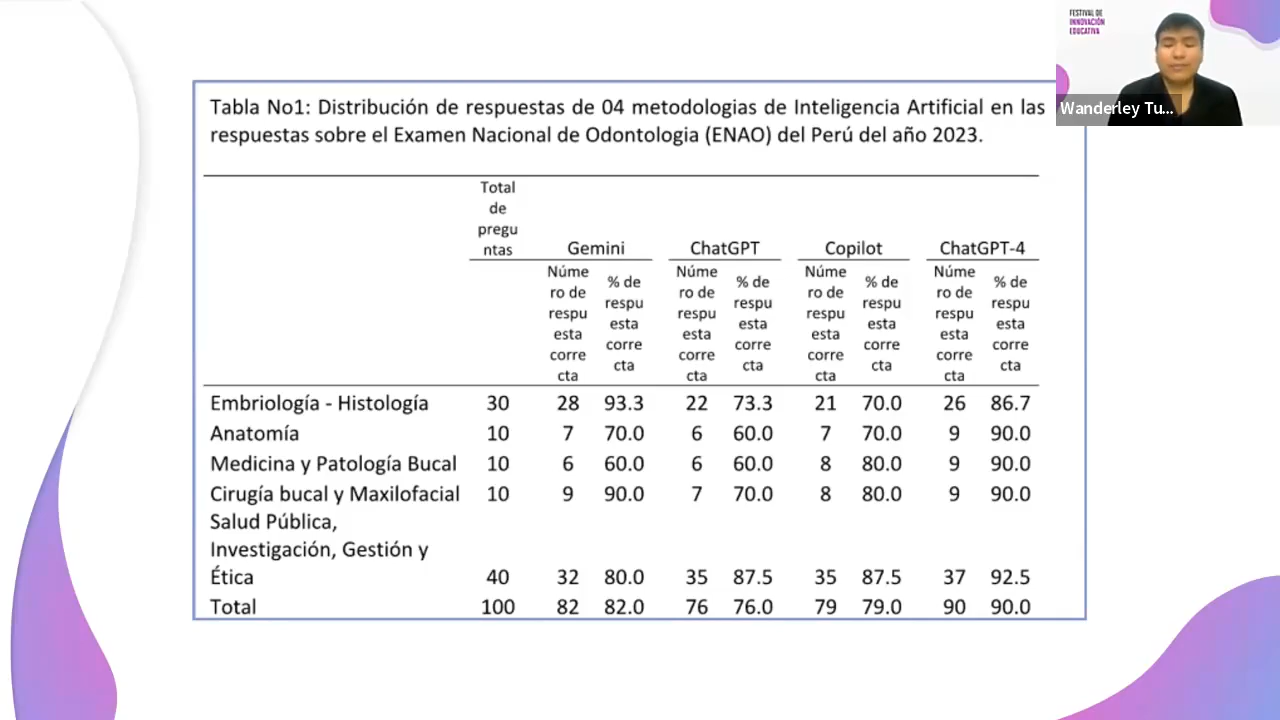 FESTIVAL DE
INNOVACIÓN
EDUCATIVA
Wanderley Tu...
Tabla No1: Distribución de respuestas de 04 metodologias de Inteligencia Artificial en las
respuestas sobre el Examen Nacional de Odontologia (ENAO) del Perú del año 2023.
Total
de
pregu
ntas
Gemini ChatGPT Copilot ChatGPT-4
Núme
ro de
respu
esta
corre
cta
% de
respu
esta
corre
cta
Núme
ro de
respu
esta
corre
cta
% de
respu
esta
corre
cta
Núme
ro de
respu
esta
corre
cta
% de
respu
esta
corre
cta
Núme
ro de
respu
esta
corre
cta
% de
respu
esta
corre
cta
Embriología - Histología 30 28 93.3 22 73.3 21 70.0 26 86.7
Anatomía 10 7 70.0 6 60.0 7 70.0 9 90.0
Medicina y Patología Bucal 10 6 60.0 6 60.0 8 80.0 9 90.0
Cirugía bucal y Maxilofacial 10 9 90.0 7 70.0 8 80.0 9 90.0
Salud Pública,
Investigación, Gestión y
Ética 40 32 80.0 35 87.5 35 87.5 37 92.5
Total 100 82 82.0 76 76.0 79 79.0 90 90.0